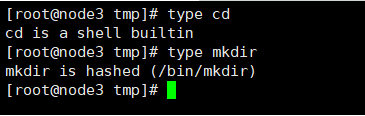 [root@node3 tmp]# type cd
cd is a shell builtin
[root@node3 tmp]# type mkdir
mkdir is hashed (/bin/mkdir)
[root@node3 tmp]#